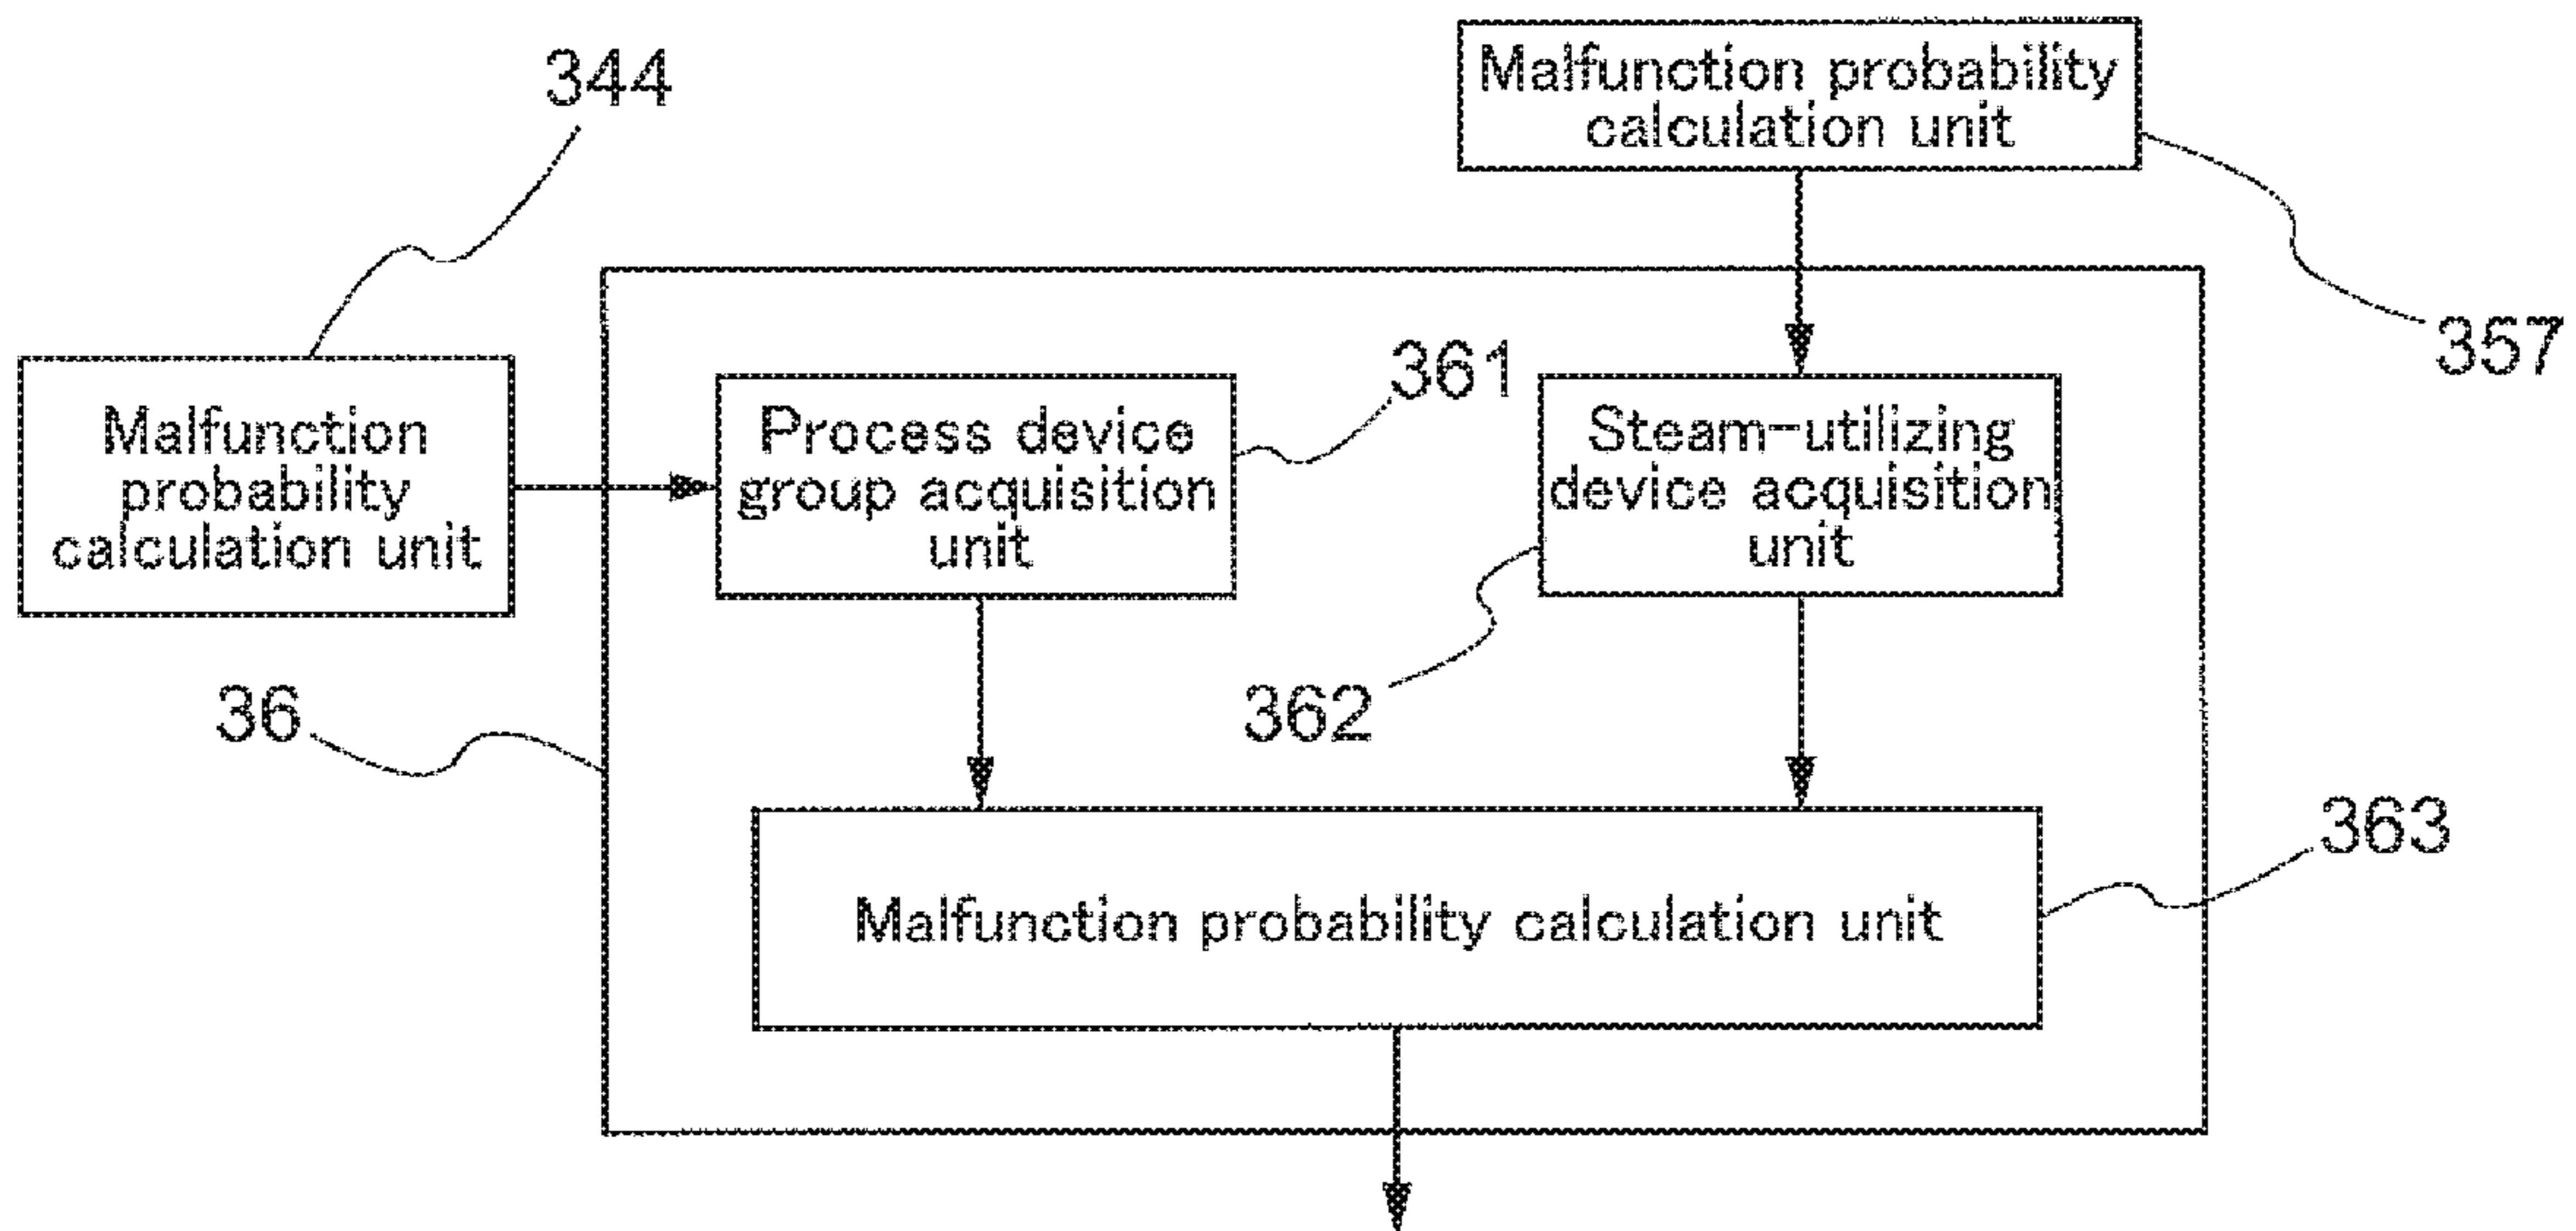 344
Malfunction probability
calculation unit
357
Malfunction
probability
calculation unit
361
Process device
group acquisition
unit
Steam-utilizing
device acquisition
unit
36
362
363
Malfunction probability calculation unit